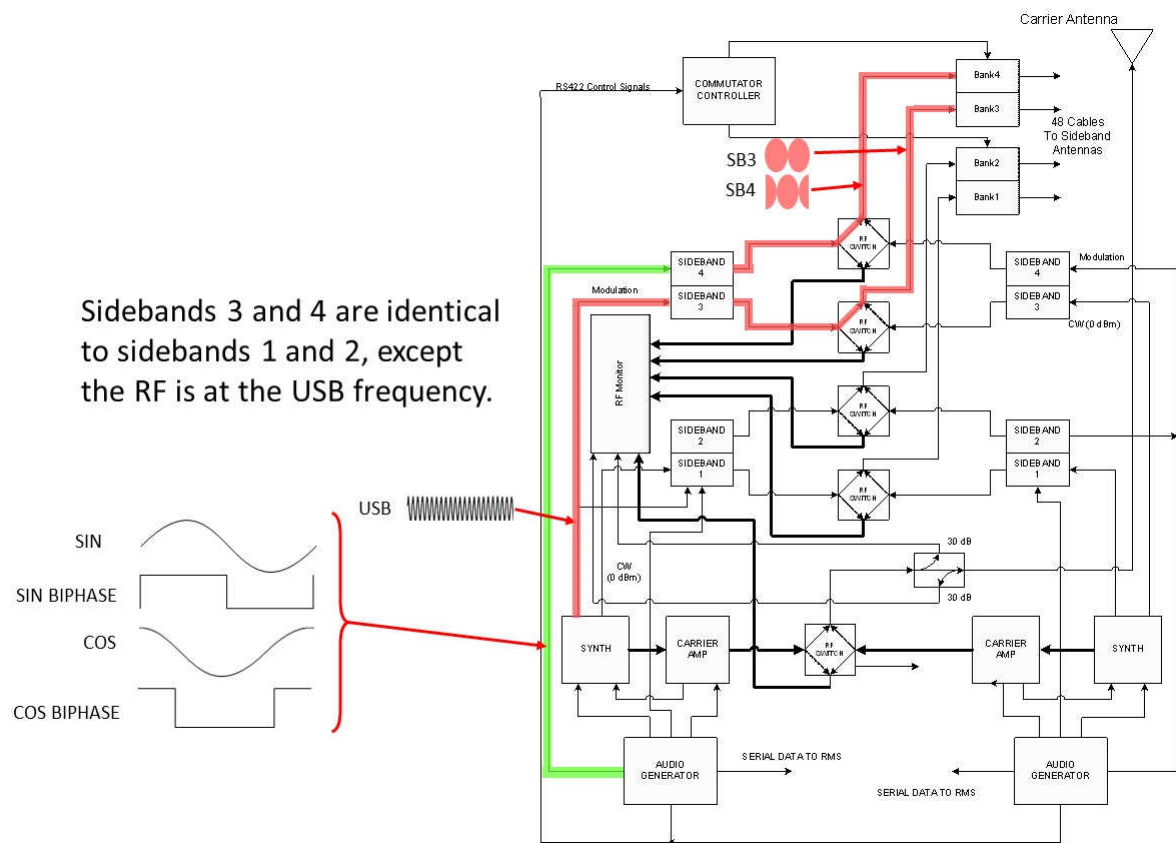 Carrier Antenna
COMMUTATOR
CONTROLLER
RS422 Control Signals
Bank4
Bank3
48 Cables
To Sideband
Antennas
Bank2
Bank1
SB3
SB4
RF
SWITCH
SIDEBAND
4
SIDEBAND
3
Modulation
SIDEBAND
4
SIDEBAND
3
Modulation
CW (0 dBm)
Sidebands 3 and 4 are identical
to sidebands 1 and 2, except
the RF is at the USB frequency.
RF
SWITCH
RF Monitor
RF
SWITCH
SIDEBAND
2
SIDEBAND
1
SIDEBAND
2
SIDEBAND
1
RF
SWITCH
USB
SIN
SIN BIPHASE
COS
COS BIPHASE
CW
(0 dBm)
30 dB
30 dB
SYNTH
CARRIER
AMP
RF
SWITCH
CARRIER
AMP
SYNTH
AUDIO
GENERATOR
SERIAL DATA TO RMS
SERIAL DATA TO RMS
AUDIO
GENERATOR